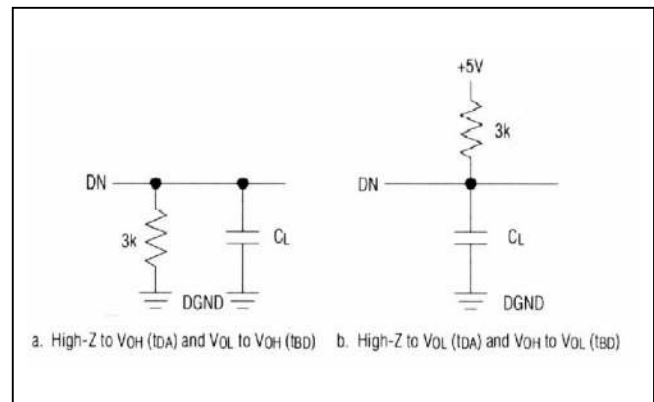 +5V
3k
DN
3k
CL
DGND
DN
CL
DGND
a. High-Z to VOH (tDA) and VOL to VOH (tBD)
b. High-Z to VOL (tDA) and VOH to VOL (tBD)